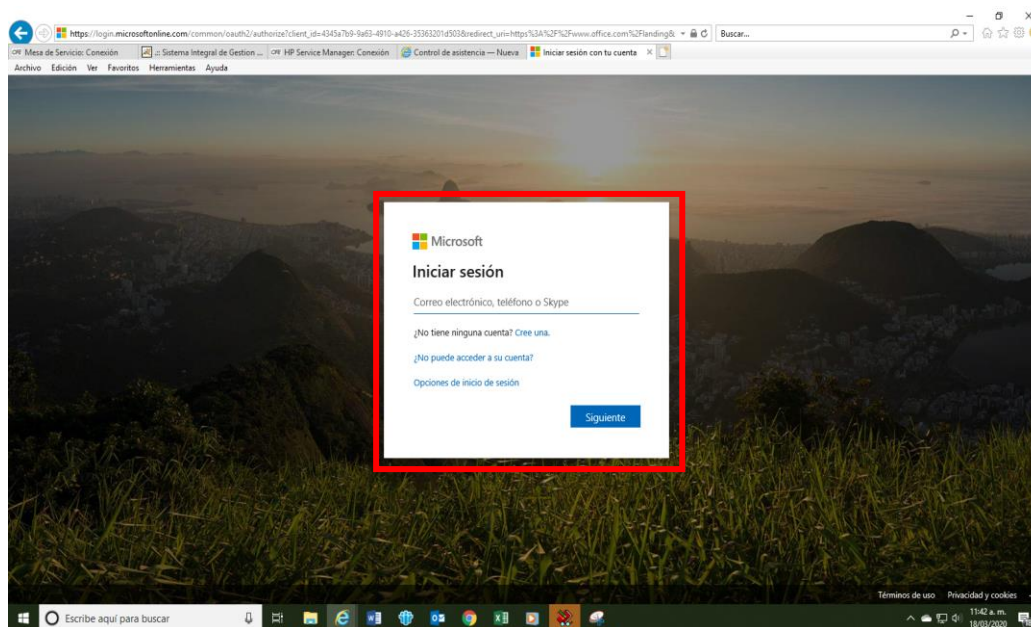 https://login.microsoftonline.com/common/oauth2/authorize?client_id=4345a7b9-9a63-4910-a426-35363201d503&redirect_uri=https%3A%2F%2Fwww.office.com%2Flanding&
Buscar...
Mesa de Servicio: Conexión
.:: Sistema Integral de Gestion ...
HP Service Manager: Conexión
Control de asistencia — Nueva
Iniciar sesión con tu cuenta
Archivo Edición Ver Favoritos Herramientas Ayuda
Microsoft
Iniciar sesión
Correo electrónico, teléfono o Skype
¿No tiene ninguna cuenta? Cree una.
¿No puede acceder a su cuenta?
Opciones de inicio de sesión
Siguiente
Términos de uso Privacidad y cookies
Escribe aquí para buscar
11:42 a. m.
18/03/2020